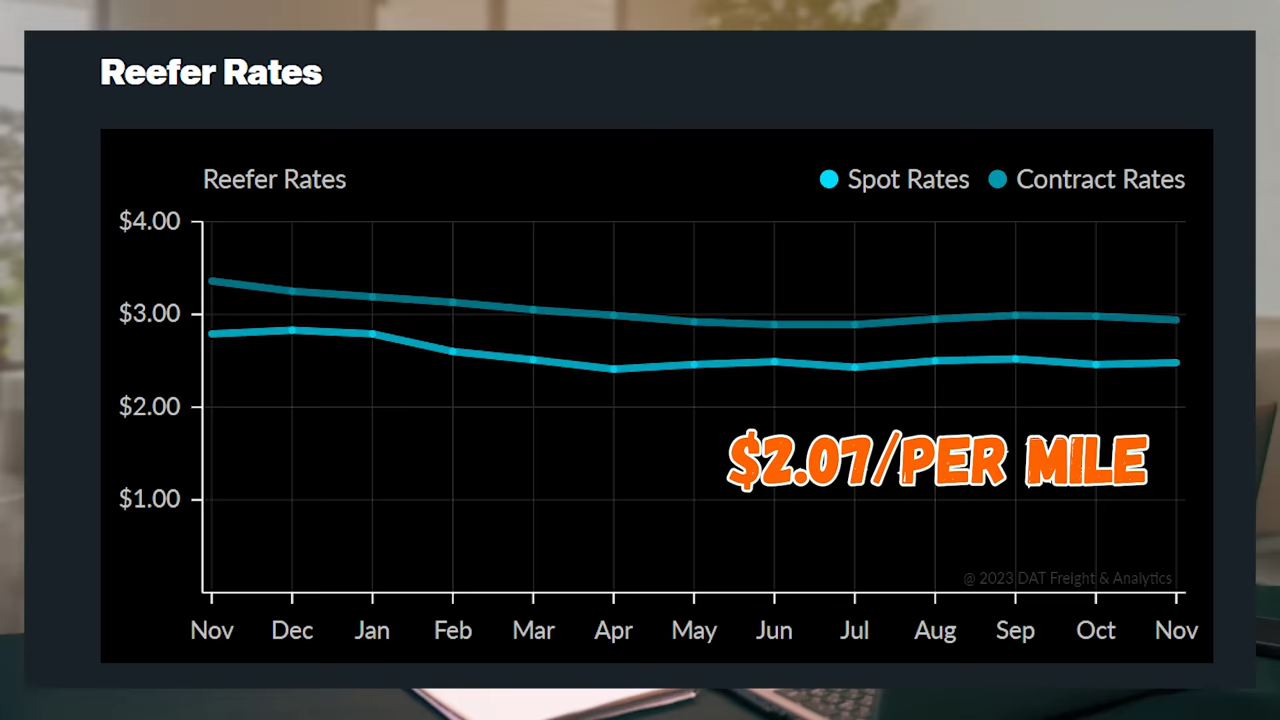 Reefer Rates
Reefer Rates
Spot Rates
Contract Rates
$4.00
$3.00
$2.00
$1.00
$2.07/PER MILE
@ 2023 DAT Freight & Analytics
Nov Dec Jan Feb Mar Apr May Jun Jul Aug Sep Oct Nov